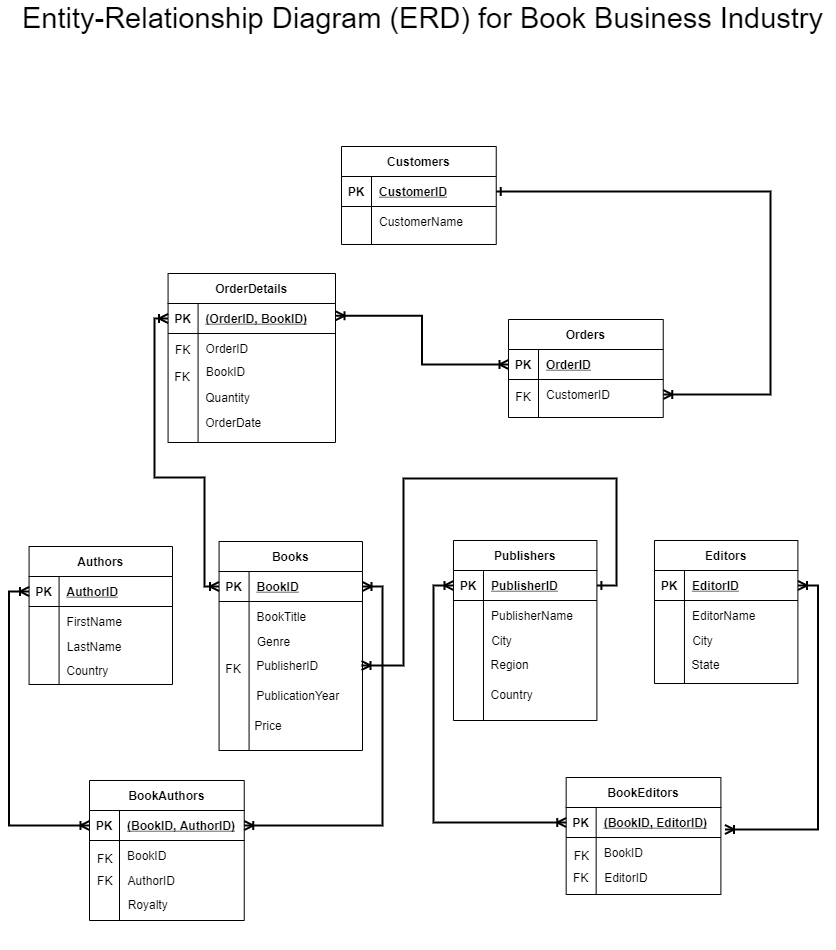 Entity-Relationship Diagram (ERD) for Book Business Industry
Customers
PK CustomerID
CustomerName
OrderDetails
PK (OrderID, BookID)
FK OrderID
FK BookID
Quantity
OrderDate
Orders
PK OrderID
FK CustomerID
Authors
PK AuthorID
FirstName
LastName
Country
Books
PK BookID
BookTitle
Genre
FK PublisherID
PublicationYear
Price
Publishers
PK PublisherID
PublisherName
City
Region
Country
Editors
PK EditorID
EditorName
City
State
BookAuthors
PK (BookID, AuthorID)
FK BookID
FK AuthorID
Royalty
BookEditors
PK (BookID, EditorID)
FK BookID
FK EditorID